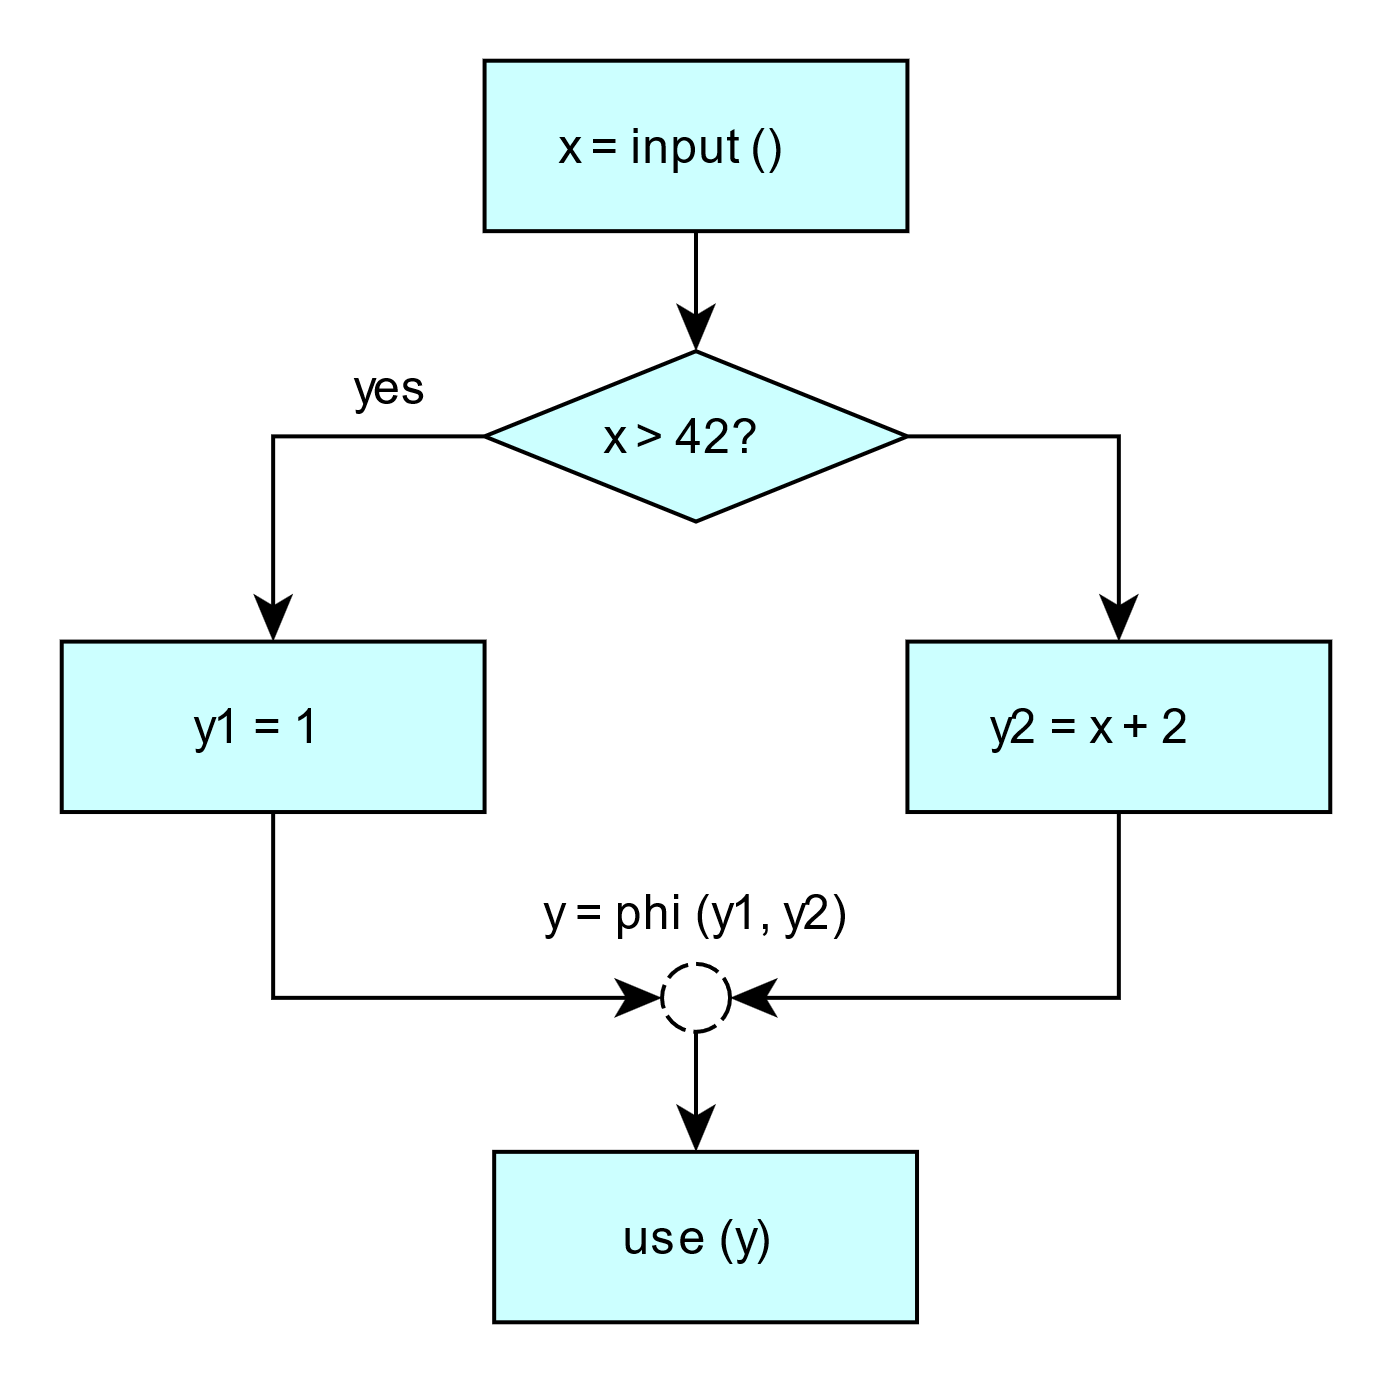 x = input ()
yes
x > 42?
y1 = 1
y2 = x + 2
y = phi (y1, y2)
use (y)